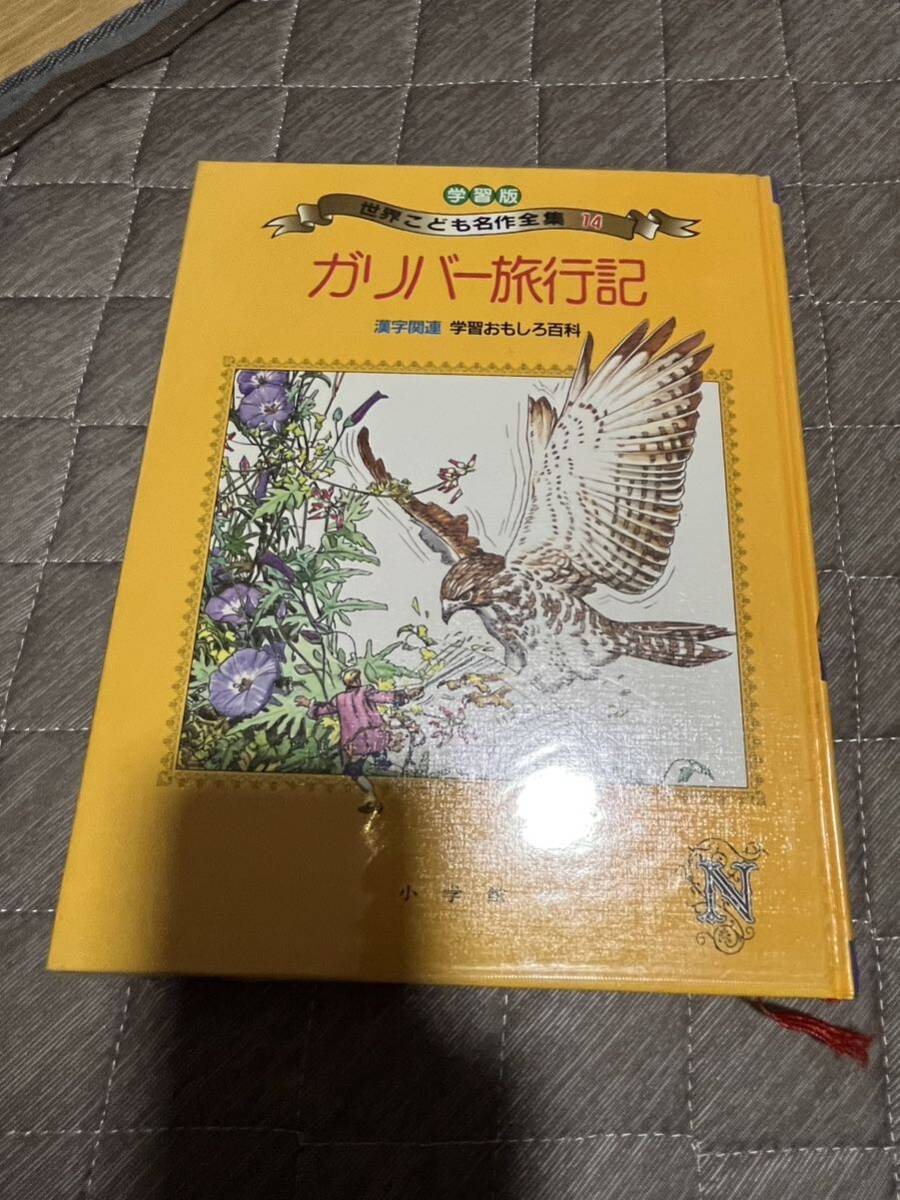 学習版
世界こども名作全集 14
ガリバー旅行記
漢字関連 学習おもしろ百科
小学館
N